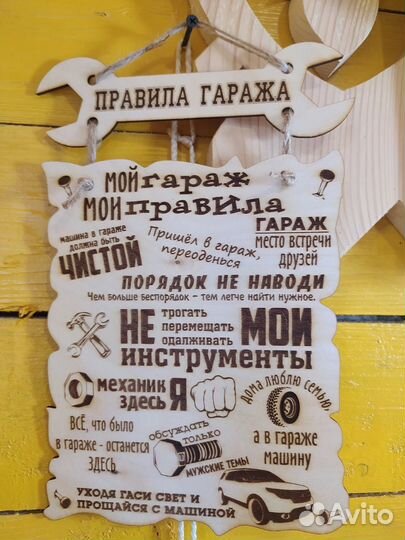 ПРАВИЛА ГАРАЖА
МОЙ гараж
МОИ правила
машина в гараже
должна быть
ЧИСТОЙ
Пришёл в гараж,
переоденься
ГАРАЖ
место встречи
друзей
ПОРЯДОК НЕ НАВОДИ
Чем больше беспорядок - тем легче найти нужное.
НЕ
трогать
перемещать
одалживать
МОИ
инструменты
механик
здесь
Я
дома люблю семью,
а в гараже
машину
ВСЁ, что было
в гараже - останется
ЗДЕСЬ
обсуждать
только
мужские темы
уходя гаси свет и
прощайся с машиной
Avito